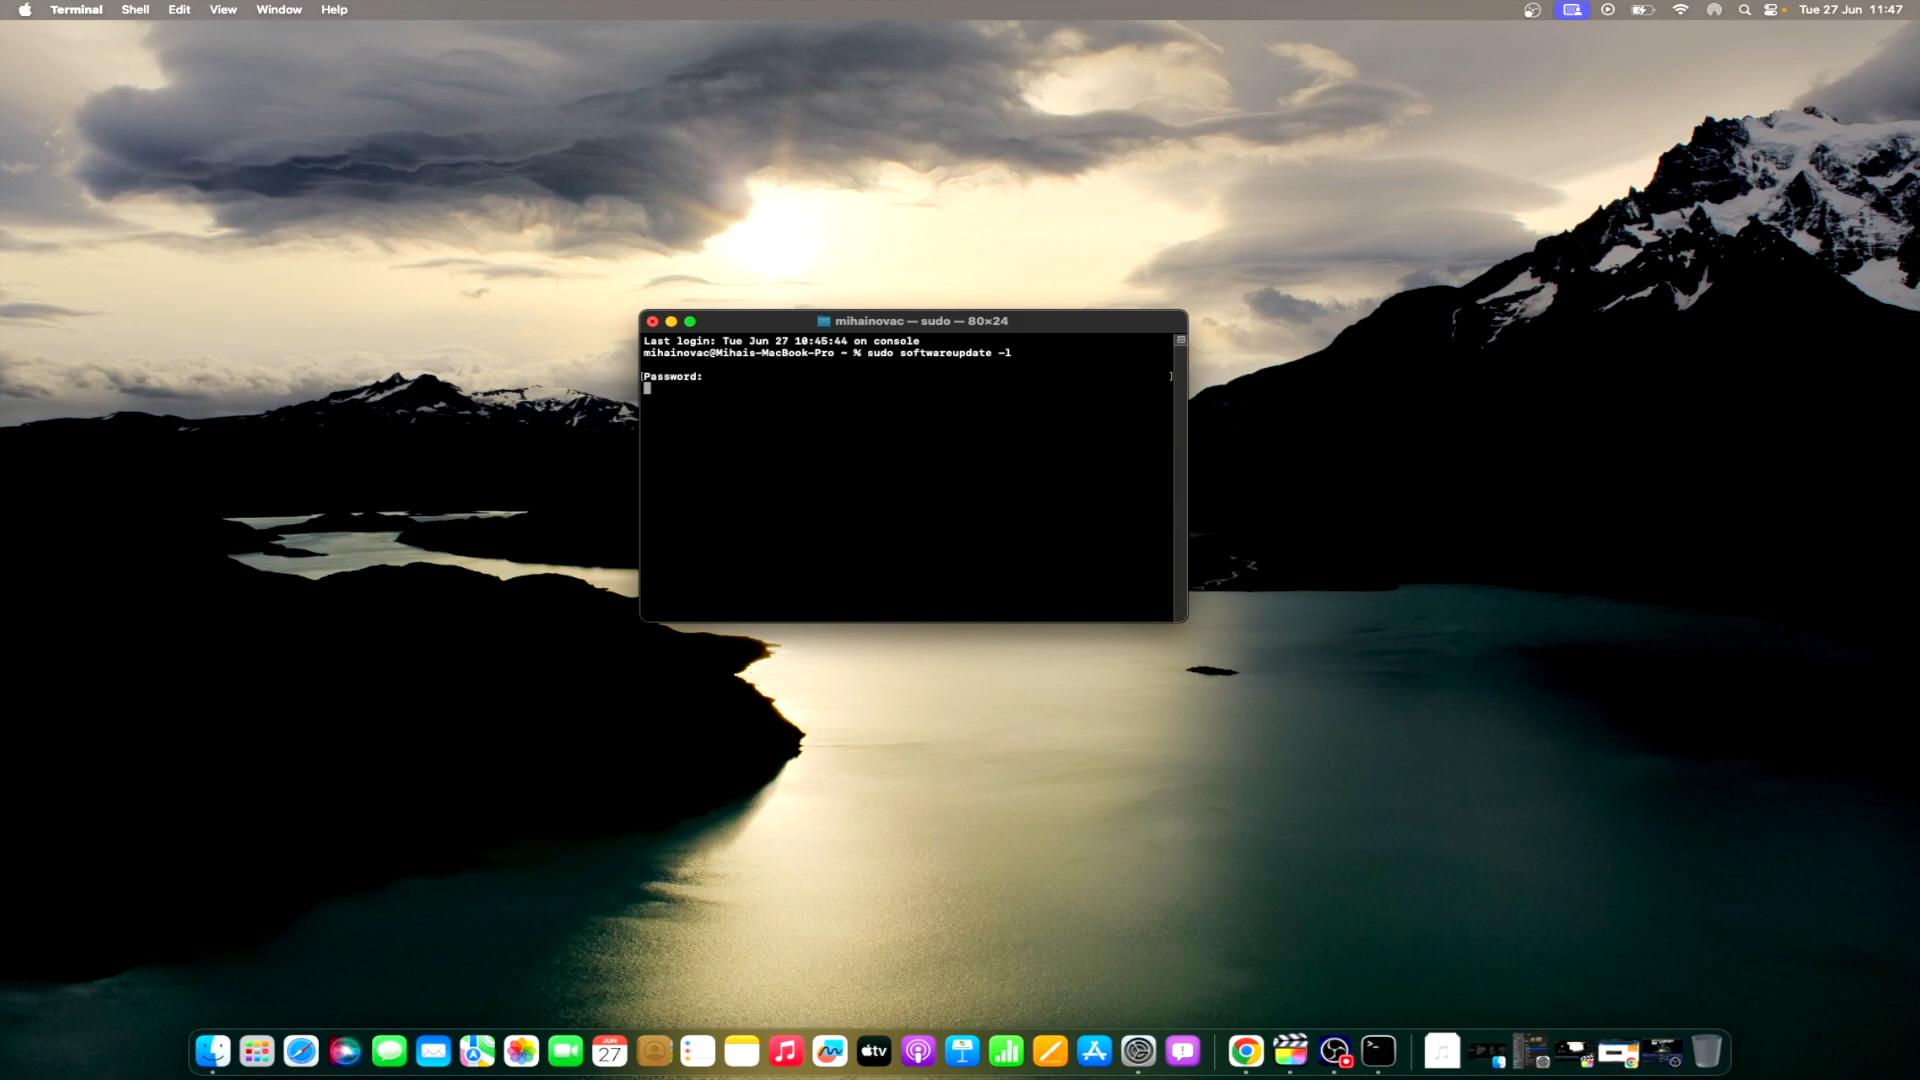 Terminal Shell Edit View Window Help
Tue 27 Jun 11:47
mihainovac — sudo — 80×24
Last login: Tue Jun 27 10:45:44 on console
mihainovac@Mihais-MacBook-Pro ~ % sudo softwareupdate -l
[Password: ]
JUN
27
tv